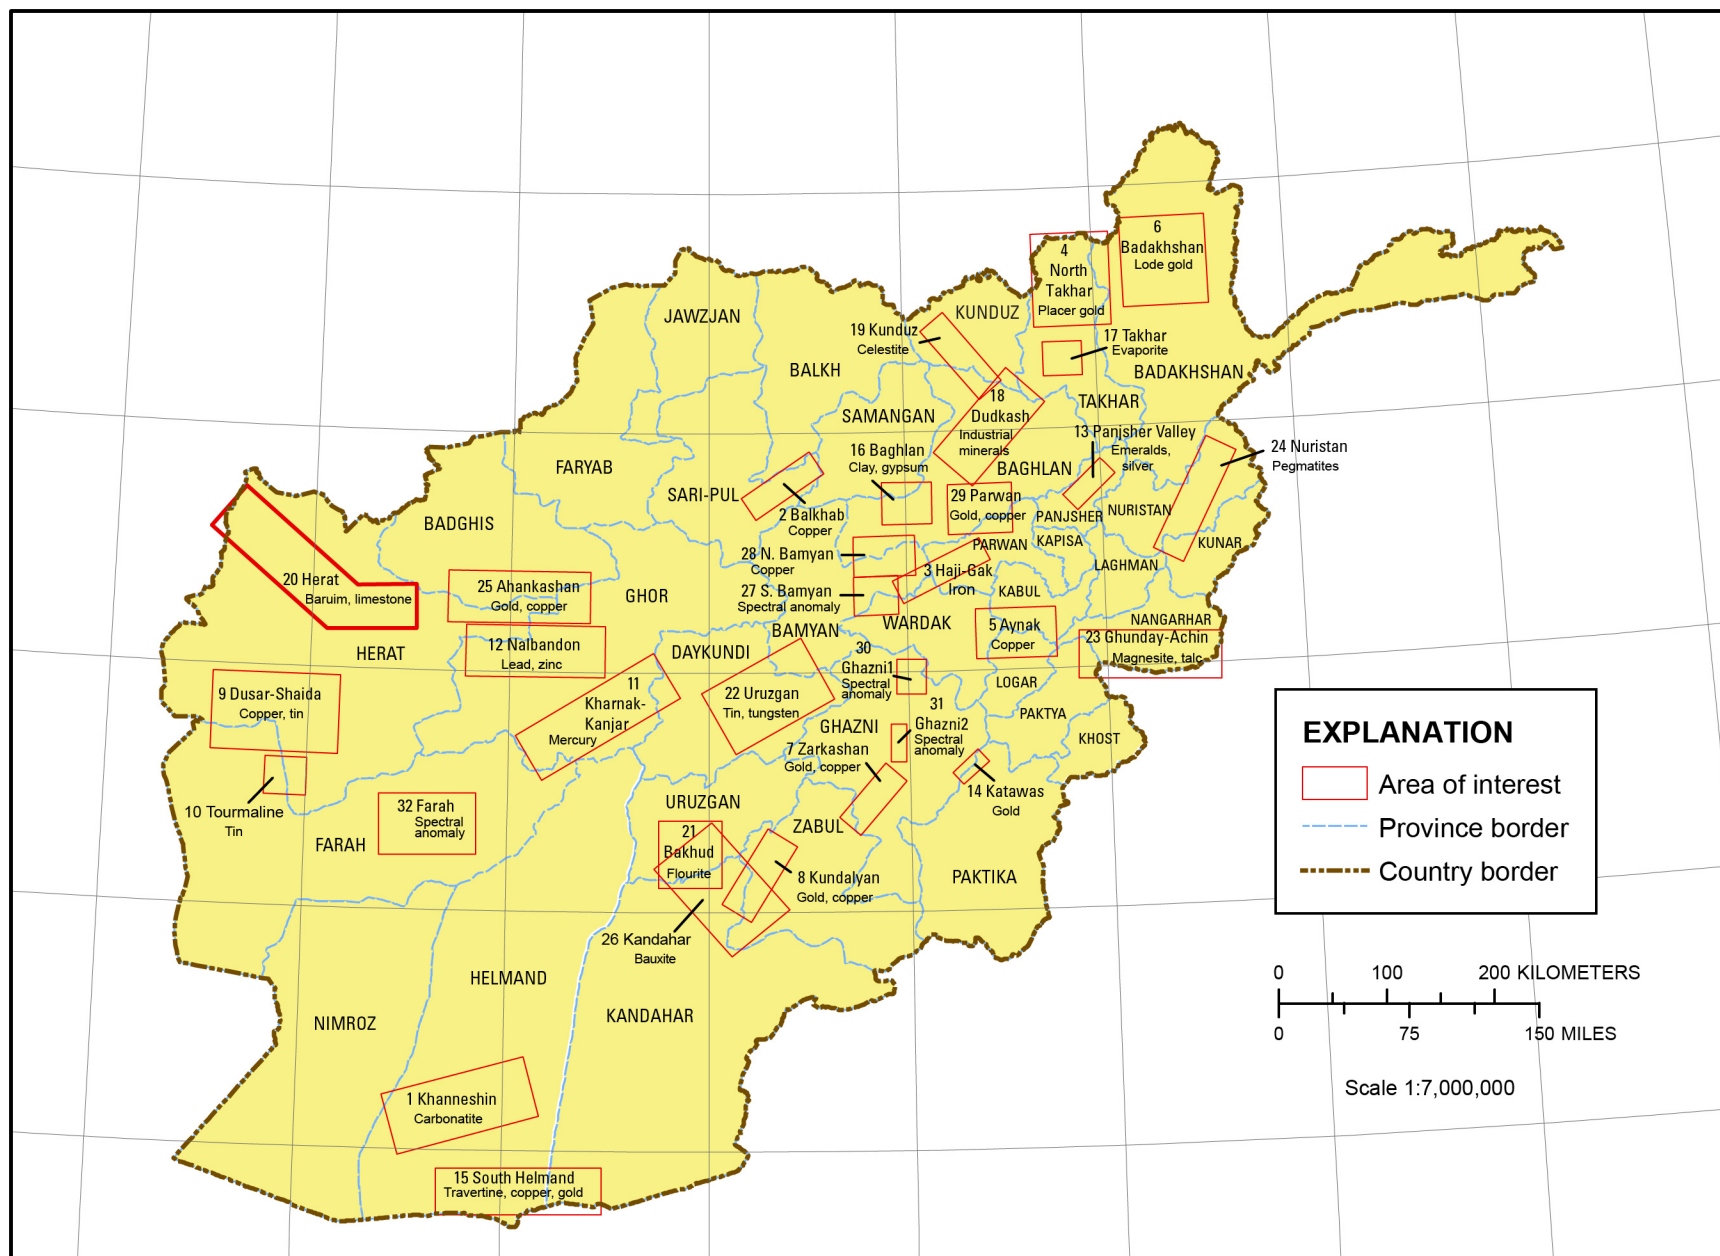 6
Badakhshan
Lode gold
4
North
Takhar
Placer gold
JAWZJAN
KUNDUZ
19 Kunduz
Celestite
17 Takhar
Evaporite
BALKH
BADAKHSHAN
18
Dudkash
Industrial
minerals
TAKHAR
SAMANGAN
13 Panjsher Valley
Emeralds,
silver
24 Nuristan
Pegmatites
16 Baghlan
Clay, gypsum
FARYAB
BAGHLAN
SARI-PUL
29 Parwan
Gold, copper
2 Balkhab
Copper
BADGHIS
PANJSHER
NURISTAN
KAPISA
KUNAR
PARWAN
28 N. Bamyan
Copper
LAGHMAN
3 Haji-Gak
Iron
20 Herat
Baruim, limestone
25 Ahankashan
Gold, copper
GHOR
27 S. Bamyan
Spectral anomaly
KABUL
WARDAK
NANGARHAR
BAMYAN
5 Aynak
Copper
23 Ghunday-Achin
Magnesite, talc
HERAT
12 Nalbandon
Lead, zinc
DAYKUNDI
30
Ghazni1
Spectral
anomaly
LOGAR
9 Dusar-Shaida
Copper, tin
11
Kharnak-
Kanjar
Mercury
22 Uruzgan
Tin, tungsten
31
Ghazni2
Spectral
anomaly
PAKTYA
GHAZNI
KHOST
7 Zarkashan
Gold, copper
14 Katawas
Gold
10 Tourmaline
Tin
32 Farah
Spectral
anomaly
URUZGAN
ZABUL
FARAH
21
Bakhud
Flourite
8 Kundalyan
Gold, copper
PAKTIKA
26 Kandahar
Bauxite
HELMAND
NIMROZ
KANDAHAR
1 Khanneshin
Carbonatite
15 South Helmand
Travertine, copper, gold
EXPLANATION
Area of interest
Province border
Country border
0 100 200 KILOMETERS
0 75 150 MILES
Scale 1:7,000,000